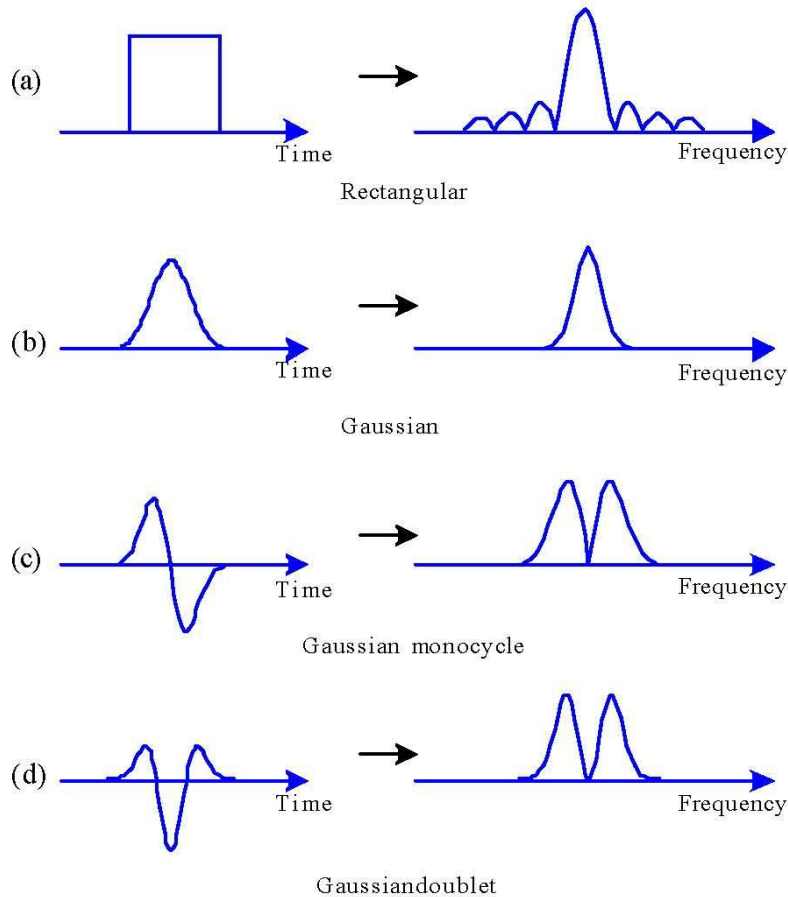 (a)
Time
Frequency
Rectangular
(b)
Time
Frequency
Gaussian
(c)
Time
Frequency
Gaussian monocycle
(d)
Time
Frequency
Gaussiandoublet